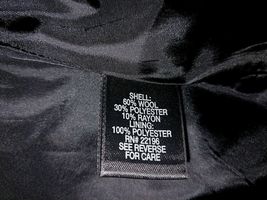 SHELL:
60% WOOL
30% POLYESTER
10% RAYON
LINING:
100% POLYESTER
RN# 22196
SEE REVERSE
FOR CARE